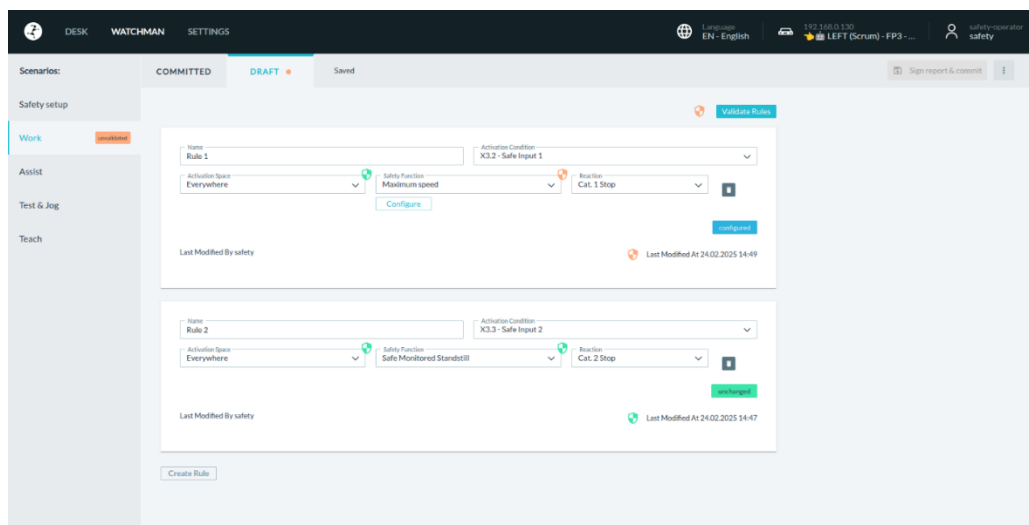 DESK WATCHMAN SETTINGS Language EN - English 192.168.0.130 LEFT (Scrum) - FP3 - ... safety-operator safety
Scenarios: COMMITTED DRAFT Saved Sign report & commit
Safety setup
Validate Rules
Work unvalidated
Name Activation Condition
Rule 1 X3.2 - Safe Input 1
Assist
Activation Space Safety Function Reaction
Everywhere Maximum speed Cat. 1 Stop
Test & Jog Configure
configured
Teach
Last Modified By safety Last Modified At 24.02.2025 14:49
Name Activation Condition
Rule 2 X3.3 - Safe Input 2
Activation Space Safety Function Reaction
Everywhere Safe Monitored Standstill Cat. 2 Stop
unchanged
Last Modified By safety Last Modified At 24.02.2025 14:47
Create Rule